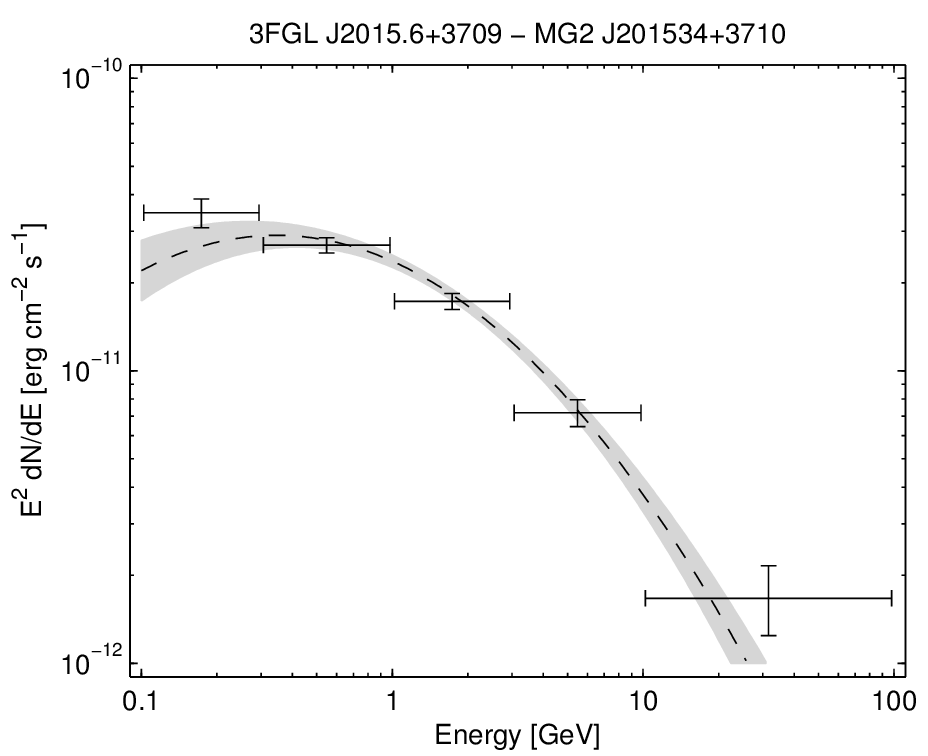 3FGL J2015.6+3709 − MG2 J201534+3710
E² dN/dE [erg cm⁻² s⁻¹]
10⁻¹⁰
10⁻¹¹
10⁻¹²
0.1 1 10 100
Energy [GeV]